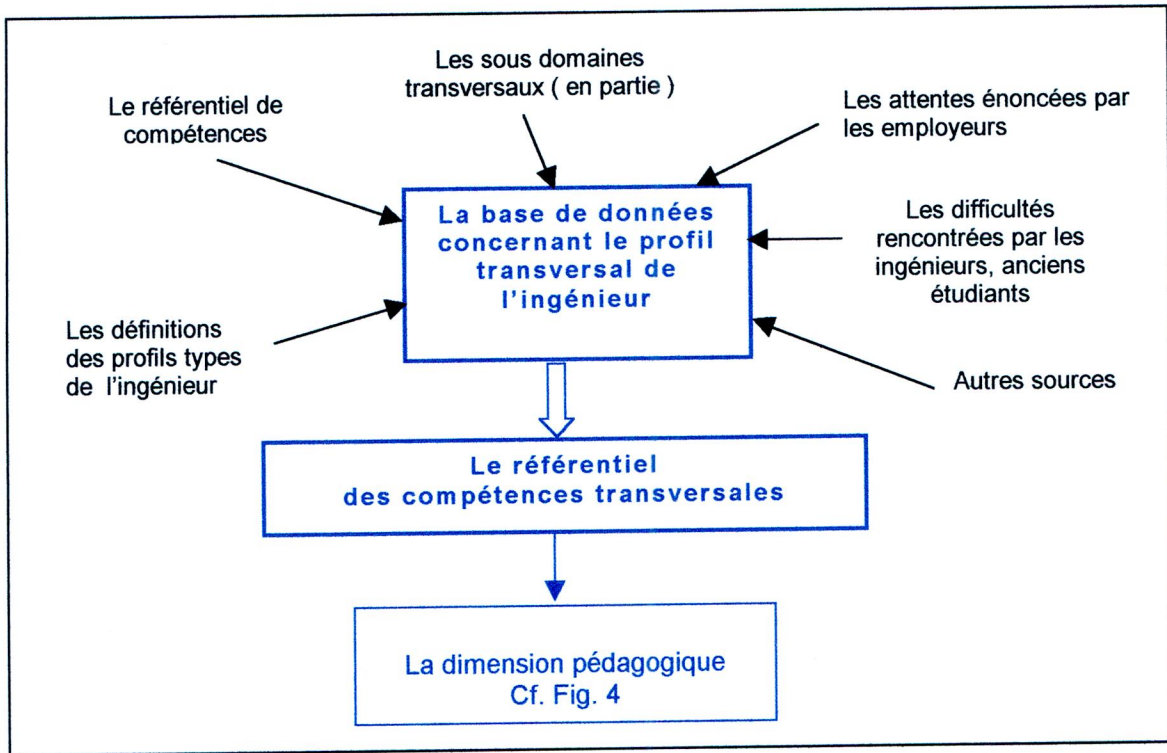 Les sous domaines
transversaux ( en partie )
Le référentiel de
compétences
Les attentes énoncées par
les employeurs
La base de données
concernant le profil
transversal de
l'ingénieur
Les difficultés
rencontrées par les
ingénieurs, anciens
étudiants
Les définitions
des profils types
de l'ingénieur
Autres sources
Le référentiel
des compétences transversales
La dimension pédagogique
Cf. Fig. 4